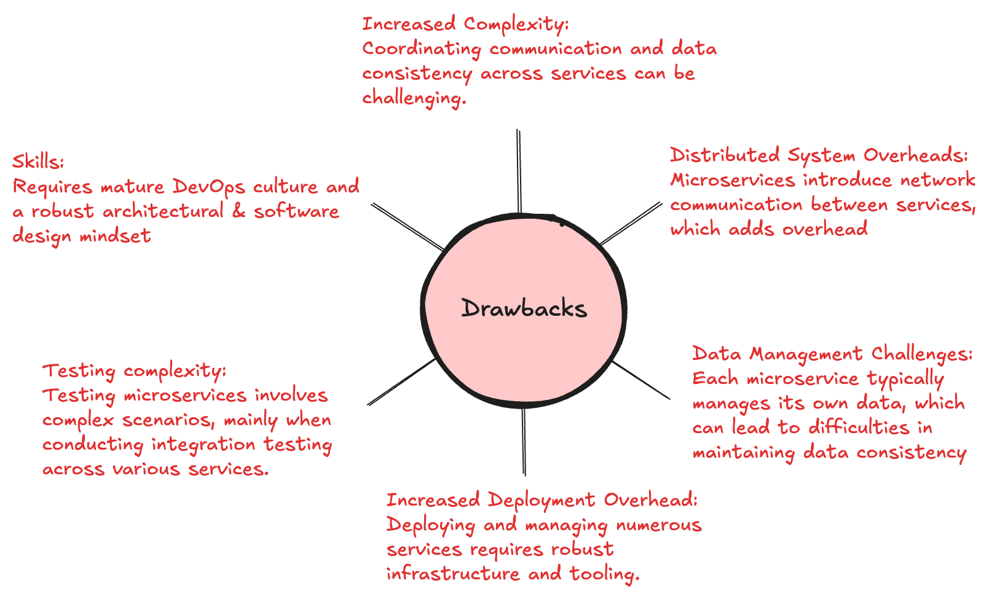 Increased Complexity:
Coordinating communication and data
consistency across services can be
challenging.
Skills:
Requires mature DevOps culture and
a robust architectural & software
design mindset
Distributed System Overheads:
Microservices introduce network
communication between services,
which adds overhead
Drawbacks
Testing complexity:
Testing microservices involves
complex scenarios, mainly when
conducting integration testing
across various services.
Data Management Challenges:
Each microservice typically
manages its own data, which
can lead to difficulties in
maintaining data consistency
Increased Deployment Overhead:
Deploying and managing numerous
services requires robust
infrastructure and tooling.